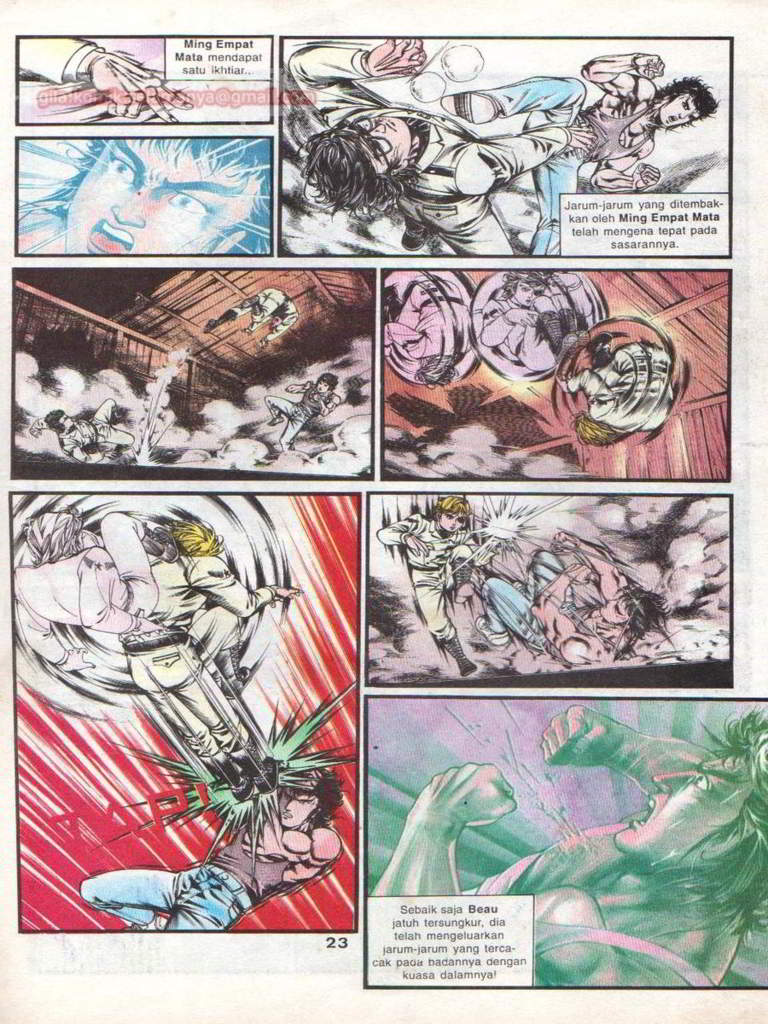 Ming Empat
Mata mendapat
satu ikhtiar...
Jarum-jarum yang ditembak-
kan oleh Ming Empat Mata
telah mengena tepat pada
sasarannya.
Sebaik saja Beau
jatuh tersungkur, dia
telah mengeluarkan
jarum-jarum yang terca-
cak pada badannya dengan
kuasa dalamnya!
23